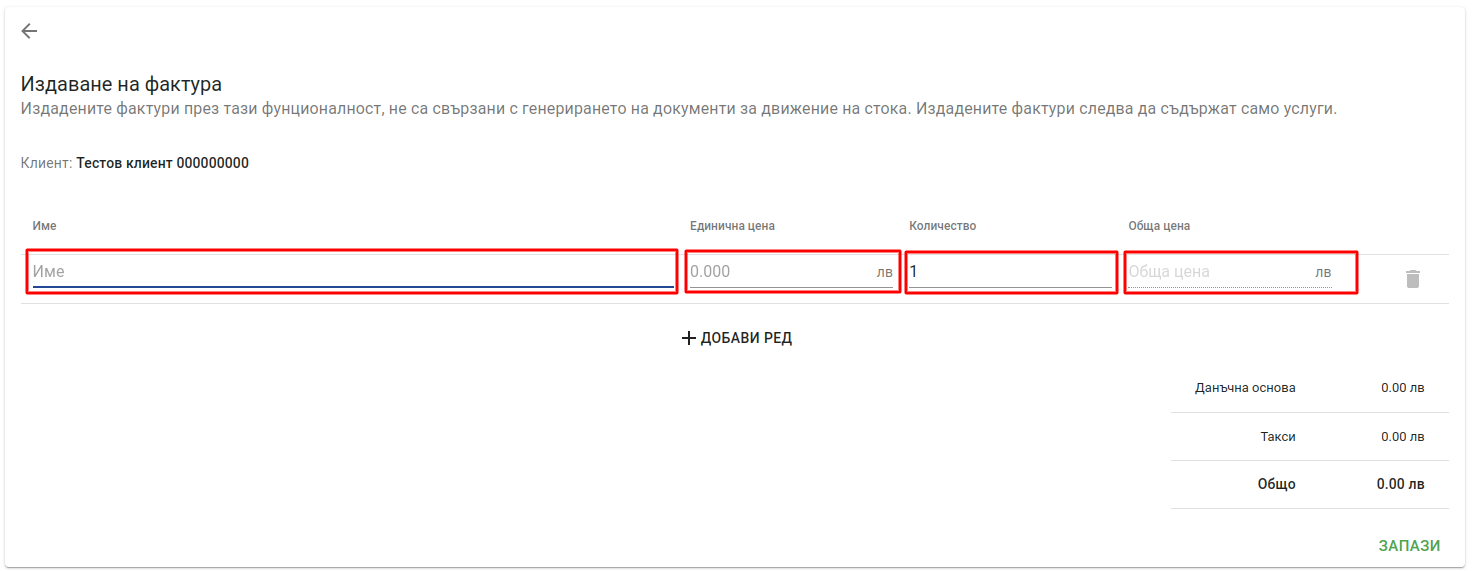 Издаване на фактура
Издадените фактури през тази фунционалност, не са свързани с генерирането на документи за движение на стока. Издадените фактури следва да съдържат само услуги.
Клиент: Тестов клиент 000000000
Име Единична цена Количество Обща цена
Име 0.000 лв 1 Обща цена лв
ДОБАВИ РЕД
Данъчна основа 0.00 лв
Такси 0.00 лв
Общо 0.00 лв
ЗАПАЗИ